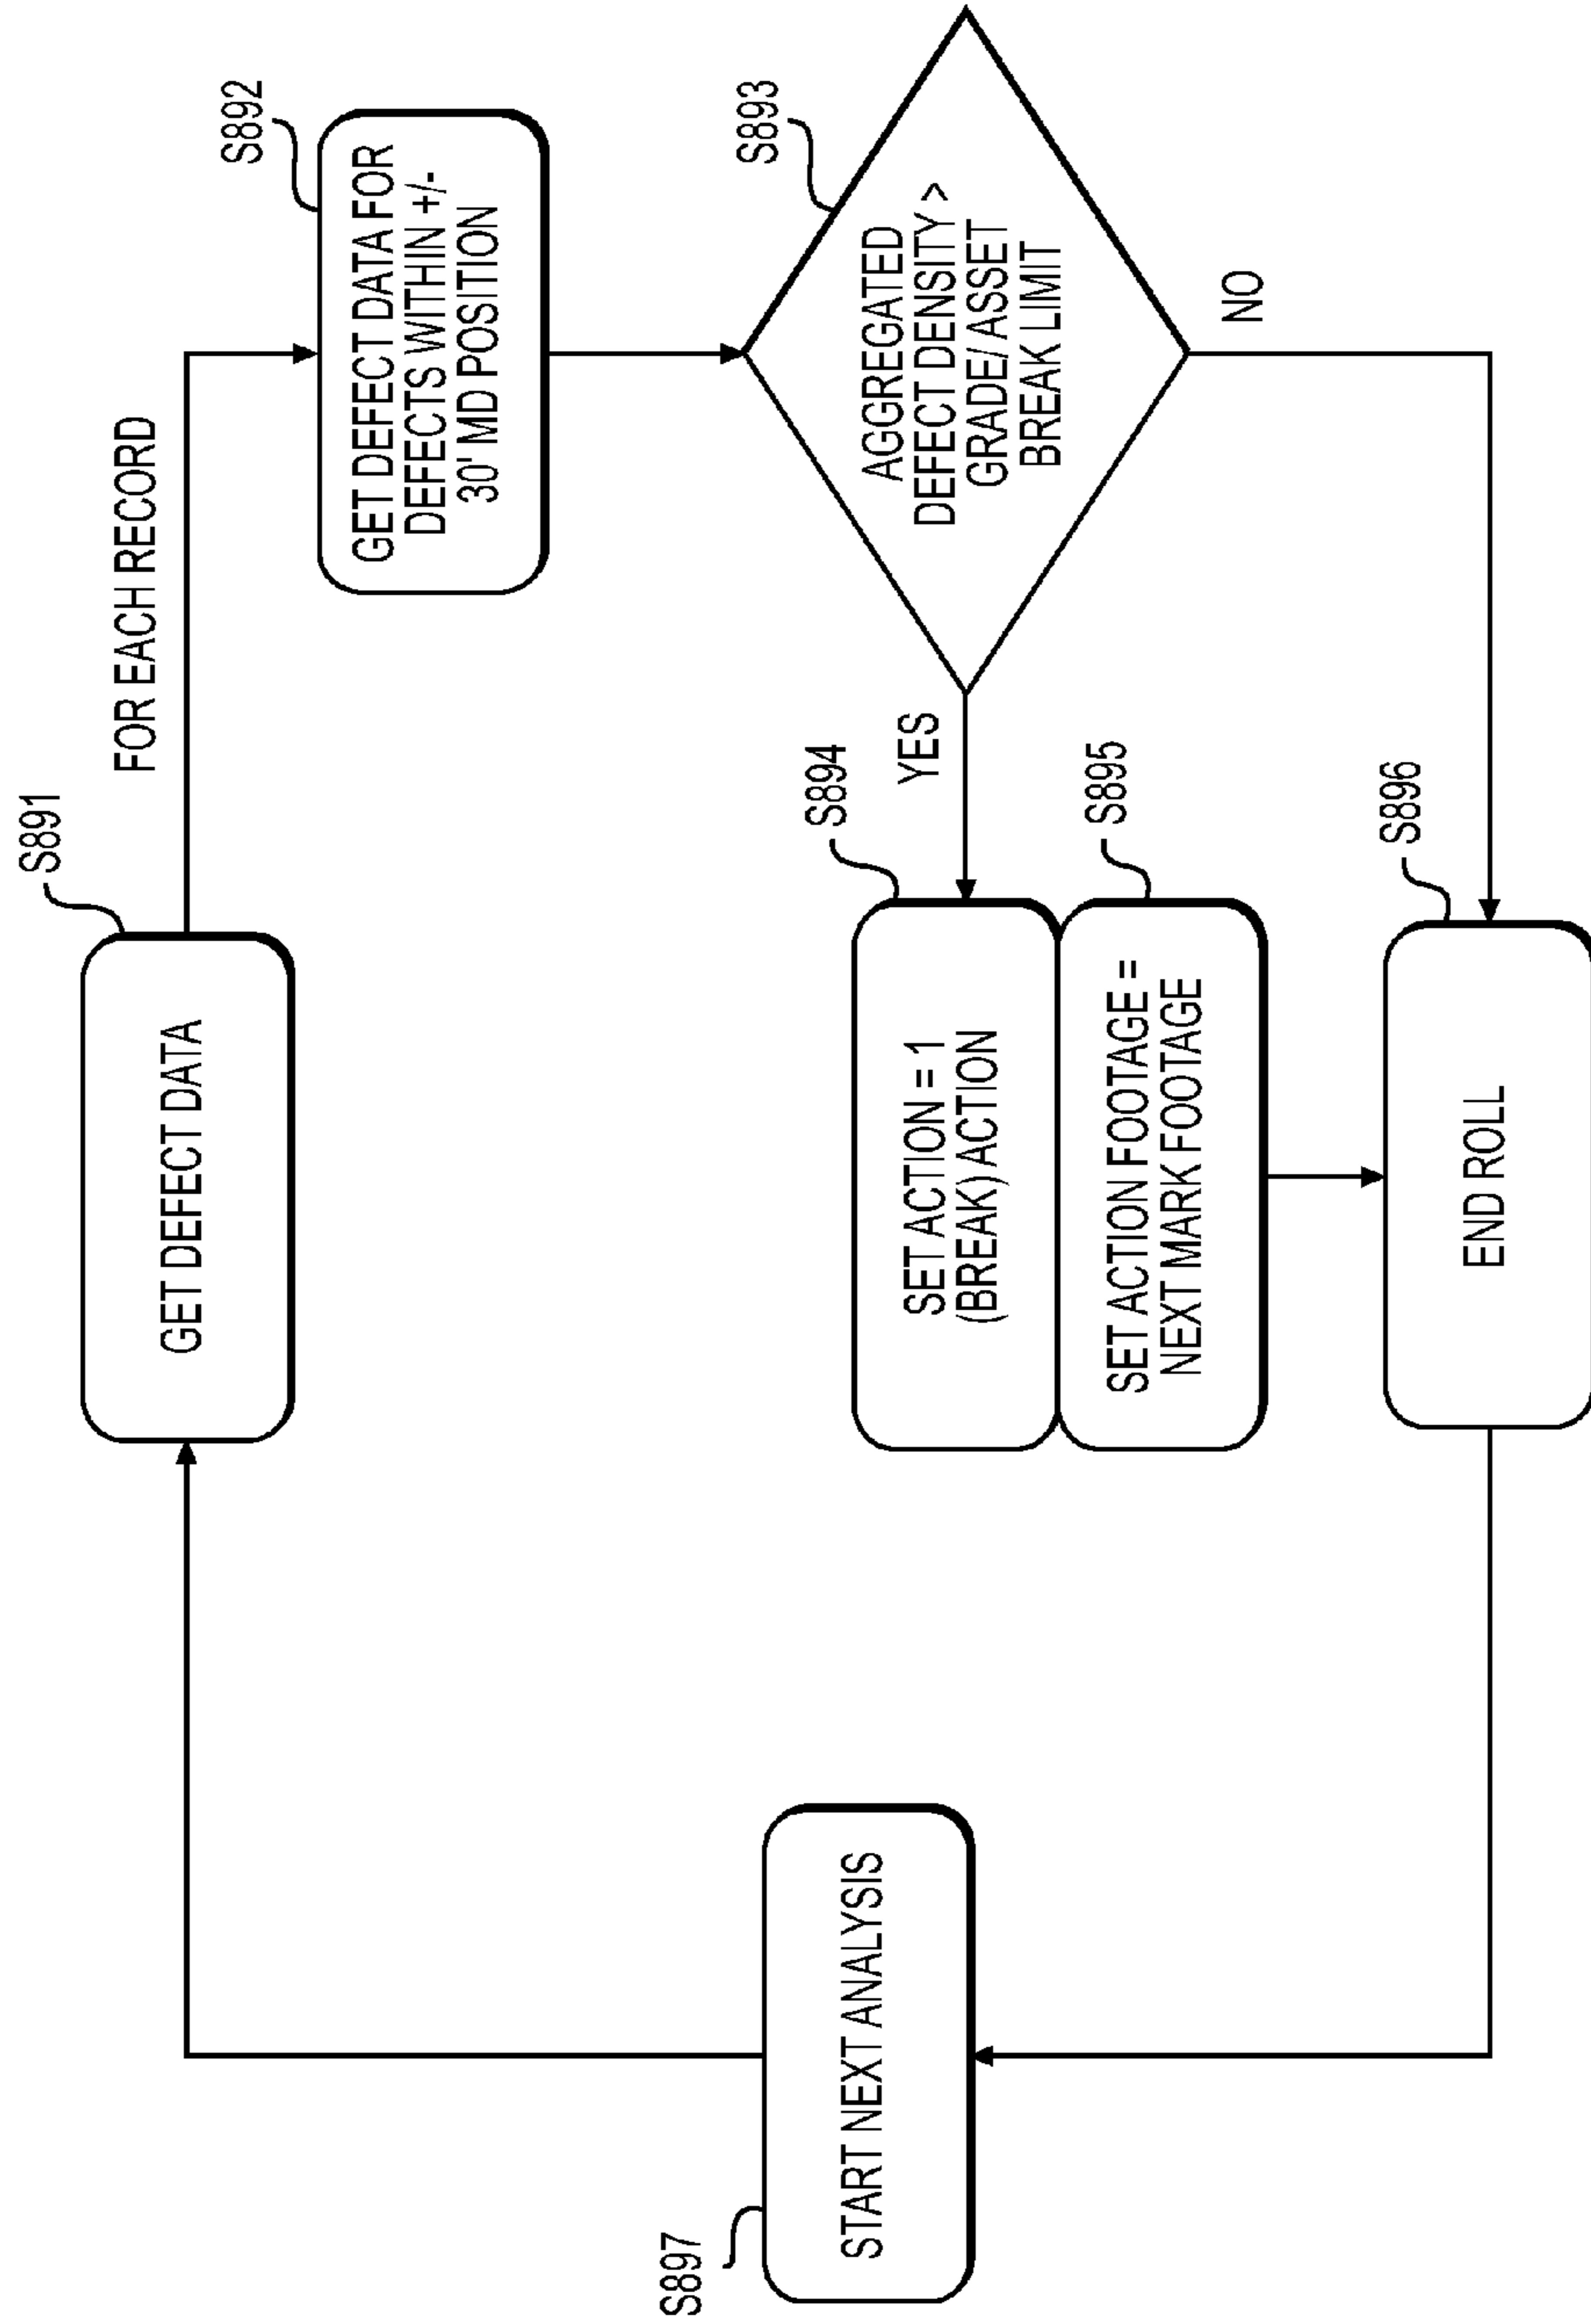 S891
GET DEFECT DATA
FOR EACH RECORD
S892
GET DEFECT DATA FOR
DEFECTS WITHIN +/-
30' MD POSITION
S893
AGGREGATED
DEFECT DENSITY >
GRADE/ASSET
BREAK LIMIT
YES
NO
S894
SET ACTION = 1
(BREAK) ACTION
S895
SET ACTION FOOTAGE =
NEXT MARK FOOTAGE
S896
END ROLL
S897
START NEXT ANALYSIS